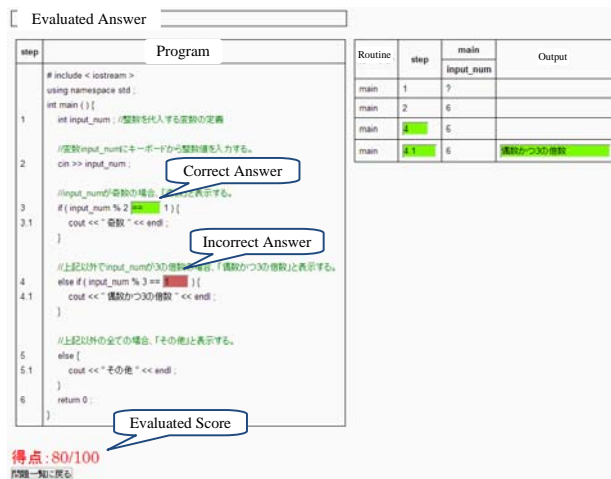 Evaluated Answer
step Program
# include < iostream >
using namespace std ;
int main ( ) {
1 int input_num ; //整数を代入する変数の定義
//変数input_numにキーボードから整数値を入力する。
2 cin >> input_num ;
Correct Answer
//input_numが奇数の場合、「
」と表示する。
3 if ( input_num % 2 == 1 ) {
3.1 cout << " 奇数 " << endl ;
}
Incorrect Answer
//上記以外でinput_numが3の倍数の場合、「偶数かつ3の倍数」と表示する。
4 else if ( input_num % 3 == 1 ) {
4.1 cout << " 偶数かつ3の倍数 " << endl ;
}
//上記以外の全ての場合、「その他」と表示する。
5 else {
5.1 cout << " その他 " << endl ;
}
6 return 0 ;
}
Evaluated Score
得点:80/100
問題一覧に戻る
Routine step main Output
input_num
main 1 ?
main 2 6
main 4 6
main 4.1 6 偶数かつ3の倍数